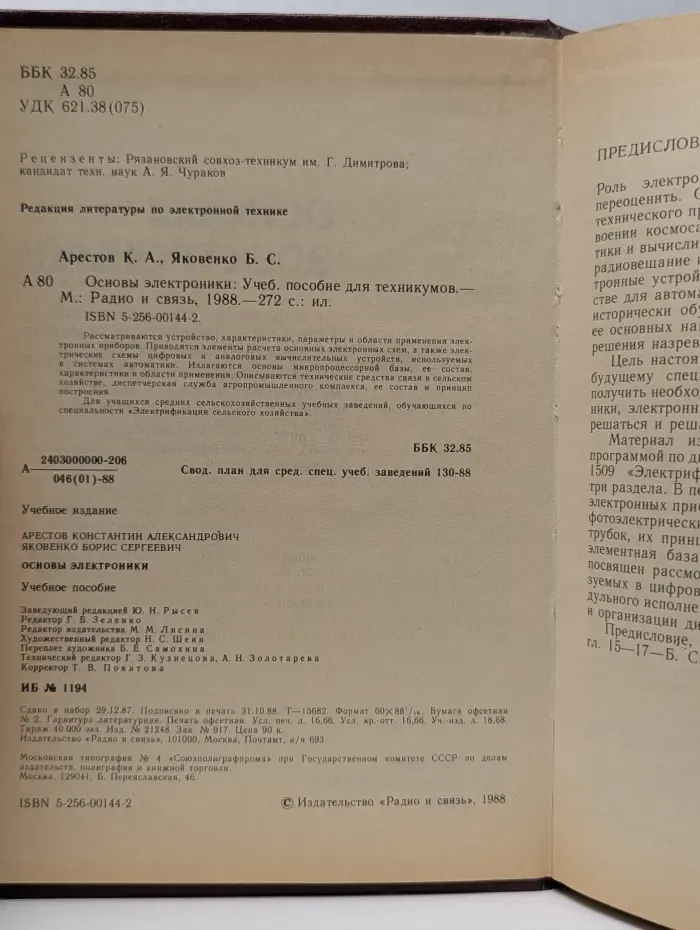 ББК 32.85
А 80
УДК 621.38(075)
Рецензенты: Рязановский совхоз-техникум им. Г. Димитрова;
кандидат техн. наук А. Я. Чураков
Редакция литературы по электронной технике
Арестов К. А., Яковенко Б. С.
А 80 Основы электроники: Учеб. пособие для техникумов.—
М.: Радио и связь, 1988.—272 с.: ил.
ISBN 5-256-00144-2.
Рассматриваются устройство, характеристики, параметры и области применения элек-
тронных приборов. Приводятся элементы расчета основных электронных схем, а также элек-
трические схемы цифровых и аналоговых вычислительных устройств, используемых
в системах автоматики. Излагаются основы микропроцессорной базы, ее состав,
характеристики и области применения. Описываются технические средства связи в сельском
хозяйстве, диспетчерская служба агропромышленного комплекса, ее состав и принцип
построения.
Для учащихся средних сельскохозяйственных учебных заведений, обучающихся по
специальности «Электрификация сельского хозяйства».
ББК 32.85
А 2403000000-206
046(01)-88
Свод. план для сред. спец. учеб. заведений 130-88
Учебное издание
АРЕСТОВ КОНСТАНТИН АЛЕКСАНДРОВИЧ
ЯКОВЕНКО БОРИС СЕРГЕЕВИЧ
ОСНОВЫ ЭЛЕКТРОНИКИ
Учебное пособие
Заведующий редакцией Ю. Н. Рысев
Редактор Г. Б. Зеленко
Редактор издательства М. М. Лисина
Художественный редактор Н. С. Шеин
Переплет художника Б. Е. Самохина
Технический редактор Г. З. Кузнецова, А. Н. Золотарева
Корректор Т. В. Покатова
ИБ № 1194
Сдано в набор 29.12.87. Подписано в печать 31.10.88. Т—15682. Формат 60×88¹/₁₆. Бумага офсетная
№ 2. Гарнитура литературная. Печать офсетная. Усл. печ. л. 16,66. Усл. кр.-отт. 16,66. Уч.-изд. л. 18.68.
Тираж 40 000 экз. Изд. № 21248. Зак. № 917. Цена 90 к.
Издательство «Радио и связь», 101000, Москва, Почтамт, а/я 693
Московская типография № 4 «Союзполиграфпрома» при Государственном комитете СССР по делам
издательств, полиграфии и книжной торговли.
Москва, 129041, Б. Переяславская, 46.
ISBN 5-256-00144-2
© Издательство «Радио и связь», 1988
ПРЕДИСЛОВ
Роль электро
переоценить. С
технического пр
воении космоса
тики и вычисли
радиовещание и
тронные устрой
стве для автома
исторически обу
ее основных на
решения назрев
Цель настоя
будущему спец
получить необхо
ники, электронн
решаться и реша
Материал из
программой по ди
1509 «Электриф
три раздела. В пе
электронных приб
фотоэлектрически
трубок, их принц
элементная база
посвящен рассмо
зуемых в цифров
дульного исполне
и организации ди
Предисловие,
гл. 15—17—Б. С.